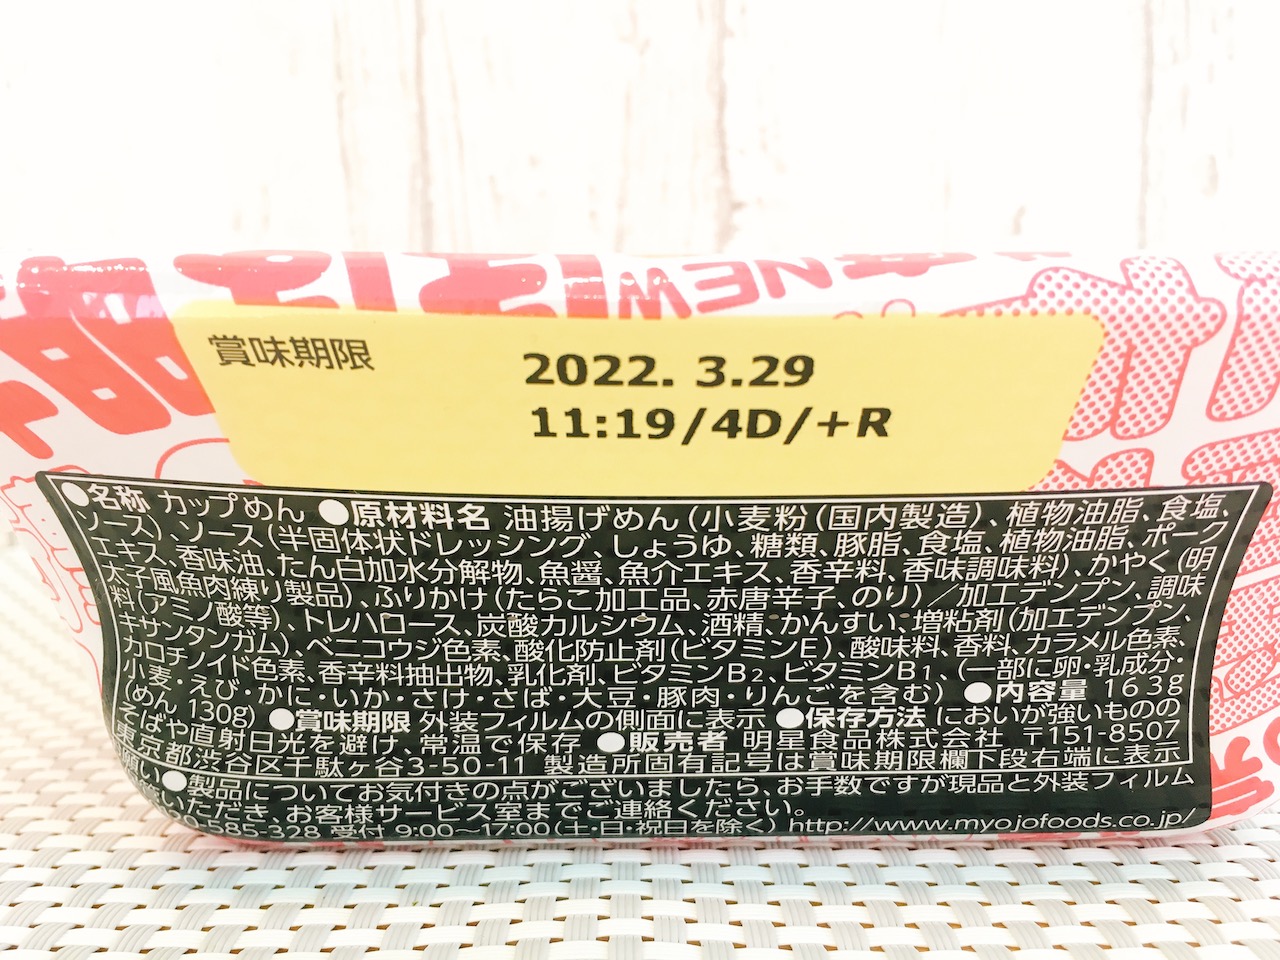 NEW
賞味期限
2022. 3.29
11:19/4D/+R
●名称 カップめん ●原材料名 油揚げめん(小麦粉(国内製造)、植物油脂、食塩、
ソース)、ソース(半固体状ドレッシング、しょうゆ、糖類、豚脂、食塩、植物油脂、ポーク
エキス、香味油、たん白加水分解物、魚醤、魚介エキス、香辛料、香味調味料)、かやく(明
太子風魚肉練り製品)、ふりかけ(たらこ加工品、赤唐辛子、のり)／加工デンプン、調味
料(アミノ酸等)、トレハロース、炭酸カルシウム、酒精、かんすい、増粘剤(加工デンプン、
キサンタンガム)、ベニコウジ色素、酸化防止剤(ビタミンE)、酸味料、香料、カラメル色素、
カロチノイド色素、香辛料抽出物、乳化剤、ビタミンB₂、ビタミンB₁、(一部に卵・乳成分・
小麦・えび・かに・いか・さけ・さば・大豆・豚肉・りんごを含む) ●内容量 163g
(めん 130g) ●賞味期限 外装フィルムの側面に表示 ●保存方法 においが強いものの
そばや直射日光を避け、常温で保存 ●販売者 明星食品株式会社 〒151-8507
東京都渋谷区千駄ヶ谷3-50-11 製造所固有記号は賞味期限欄下段右端に表示
願い●製品についてお気付きの点がございましたら、お手数ですが現品と外装フィルム
いただき、お客様サービス室までご連絡ください。
585-328 受付 9:00〜17:00(土・日・祝日を除く) http://www.myojofoods.co.jp/